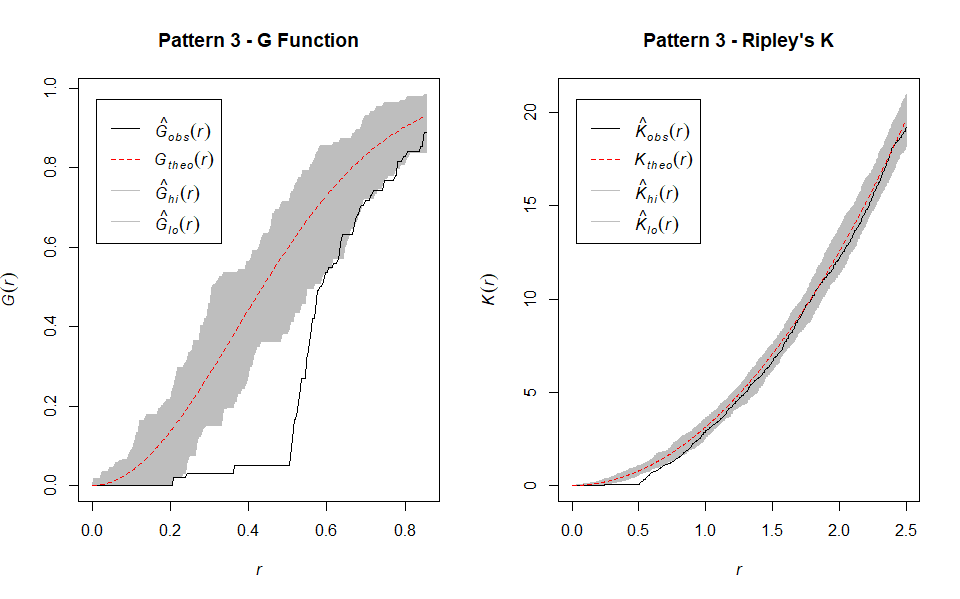 Pattern 3 - G Function
Ĝobs(r)
Gtheo(r)
Ĝhi(r)
Ĝlo(r)
G(r)
1.0
0.8
0.6
0.4
0.2
0.0
0.0 0.2 0.4 0.6 0.8
r
Pattern 3 - Ripley's K
K̂obs(r)
Ktheo(r)
K̂hi(r)
K̂lo(r)
K(r)
20
15
10
5
0
0.0 0.5 1.0 1.5 2.0 2.5
r